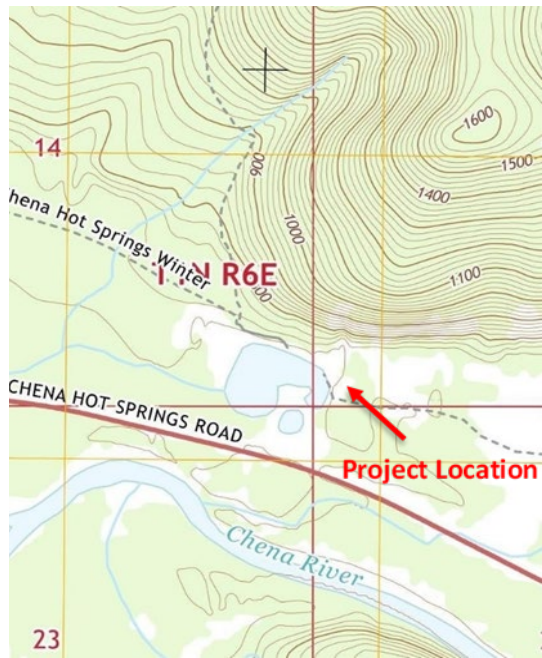 1600
14
900
1500
1400
Chena Hot Springs Winter
1000
R6E
1100
CHENA HOT SPRINGS ROAD
Project Location
Chena River
23